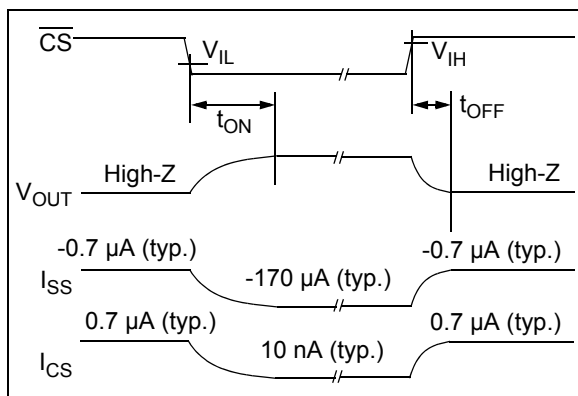 CS
V_IL
V_IH
t_ON
t_OFF
High-Z
High-Z
V_OUT
-0.7 µA (typ.)
-0.7 µA (typ.)
-170 µA (typ.)
I_SS
0.7 µA (typ.)
0.7 µA (typ.)
10 nA (typ.)
I_CS